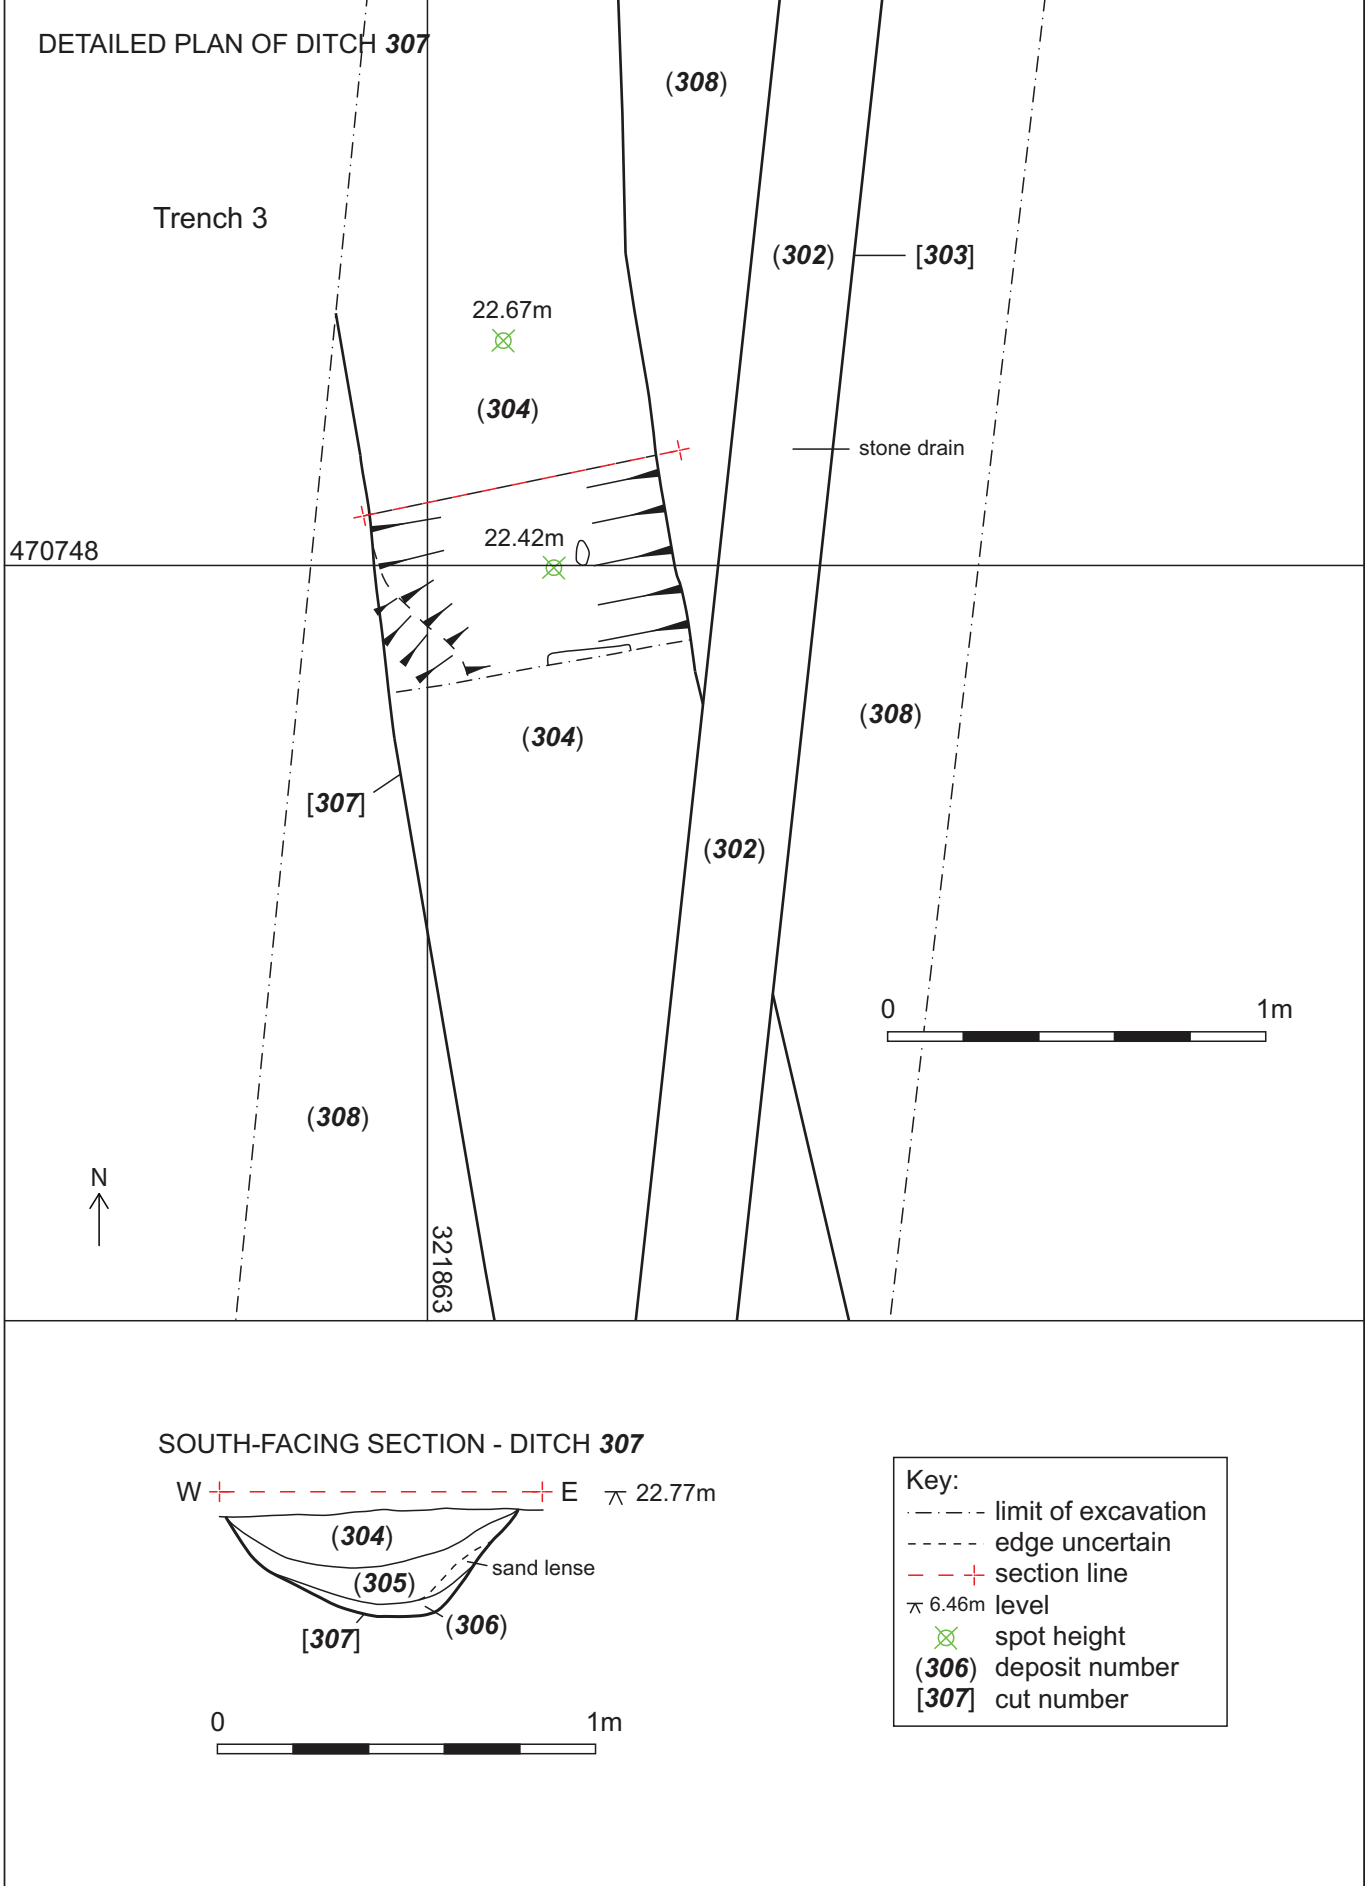 DETAILED PLAN OF DITCH 307
(308)
Trench 3
(302)
[303]
22.67m
(304)
stone drain
22.42m
470748
(308)
(304)
[307]
(302)
0 1m
(308)
N
321863
SOUTH-FACING SECTION - DITCH 307
W E 22.77m
(304)
sand lense
(305)
(306)
[307]
0 1m
Key:
limit of excavation
edge uncertain
section line
6.46m level
spot height
(306) deposit number
[307] cut number